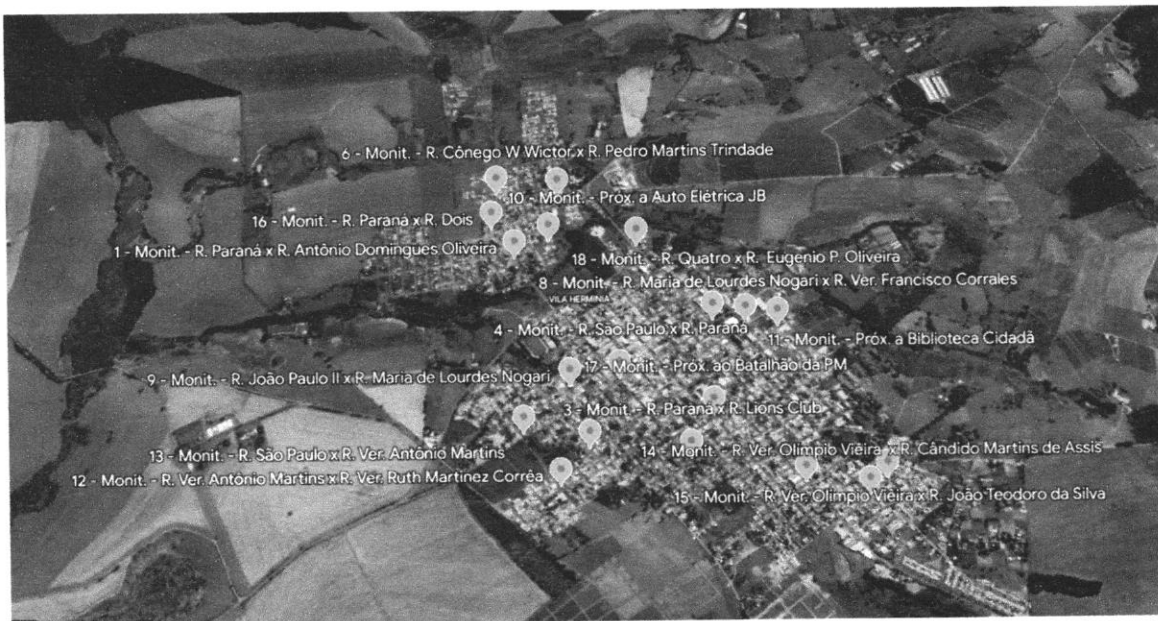 6 - Monit. - R. Cônego W Wictor x R. Pedro Martins Trindade
10 - Monit. - Próx. a Auto Elétrica JB
16 - Monit. - R. Paraná x R. Dois
1 - Monit. - R. Paraná x R. Antônio Domingues Oliveira
18 - Monit. - R. Quatro x R. Eugenio P. Oliveira
8 - Monit. - R. Maria de Lourdes Nogari x R. Ver. Francisco Corrales
VILA HERMINIA
4 - Monit. - R. São Paulo x R. Paraná
11 - Monit. - Próx. a Biblioteca Cidadã
17 - Monit. - Próx. ao Batalhão da PM
9 - Monit. - R. João Paulo II x R. Maria de Lourdes Nogari
3 - Monit. - R. Paraná x R. Lions Club
13 - Monit. - R. São Paulo x R. Ver. Antônio Martins
14 - Monit. - R. Ver. Olimpio Vieira x R. Cândido Martins de Assis
12 - Monit. - R. Ver. Antônio Martins x R. Ver. Ruth Martinez Corrêa
15 - Monit. - R. Ver. Olimpio Vieira x R. João Teodoro da Silva